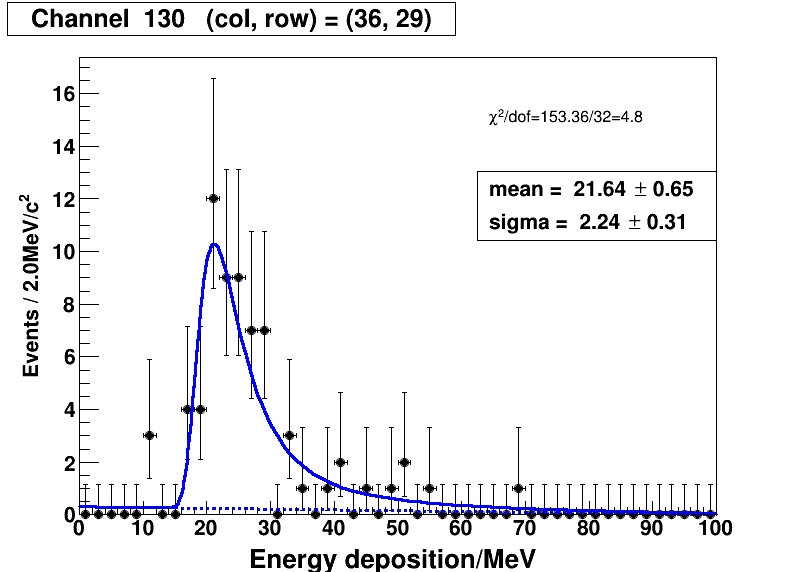 Channel 130 (col, row) = (36, 29)
χ²/dof=153.36/32=4.8
mean = 21.64 ± 0.65
sigma = 2.24 ± 0.31
Events / 2.0MeV/c²
16
14
12
10
8
6
4
2
0
0 10 20 30 40 50 60 70 80 90 100
Energy deposition/MeV